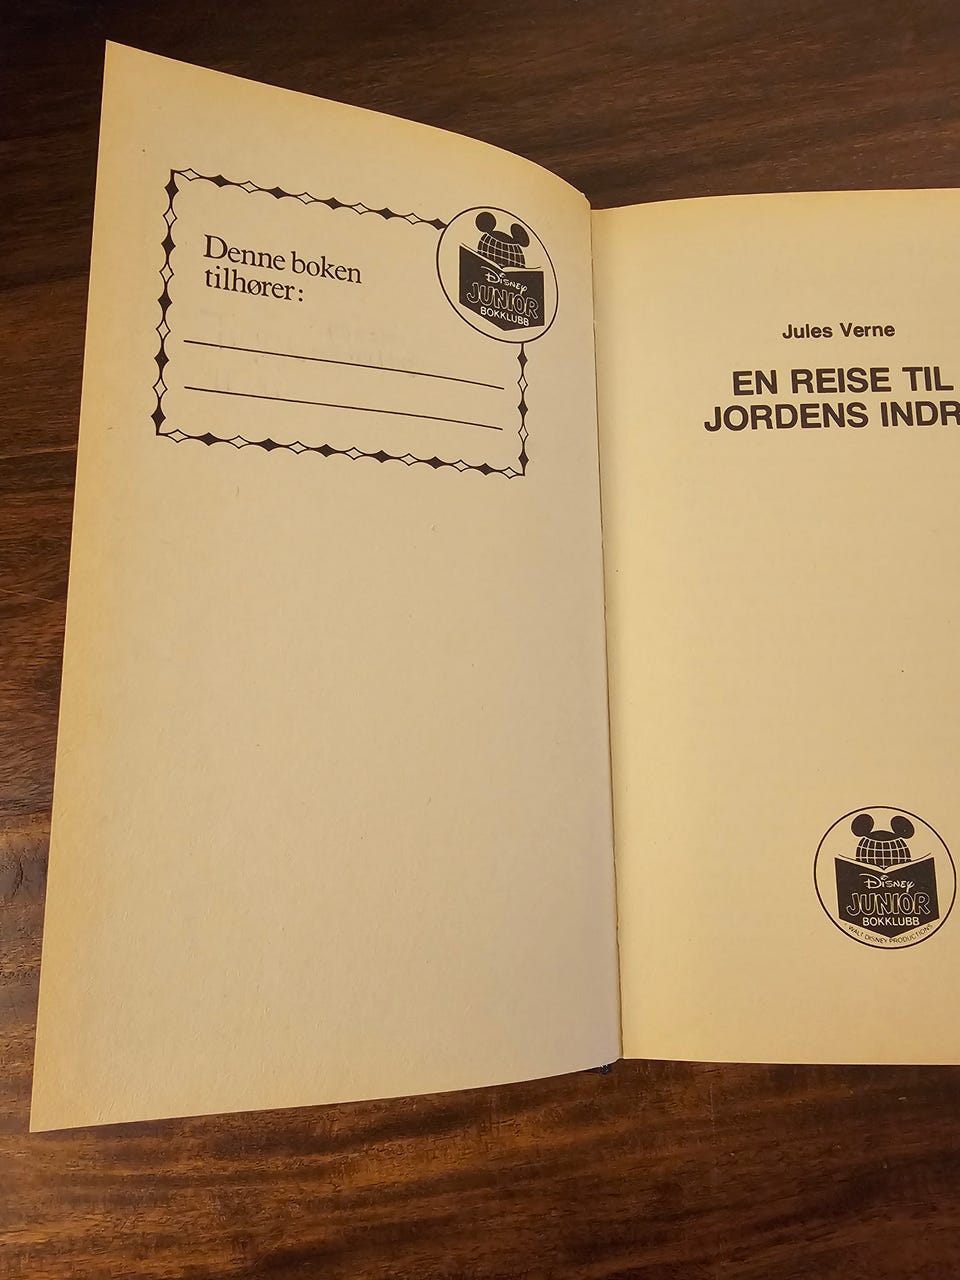 Denne boken
tilhører:
Disney
JUNIOR
BOKKLUBB
Jules Verne
EN REISE TIL
JORDENS INDR
Disney
JUNIOR
BOKKLUBB
WALT DISNEY PRODUCTIONS